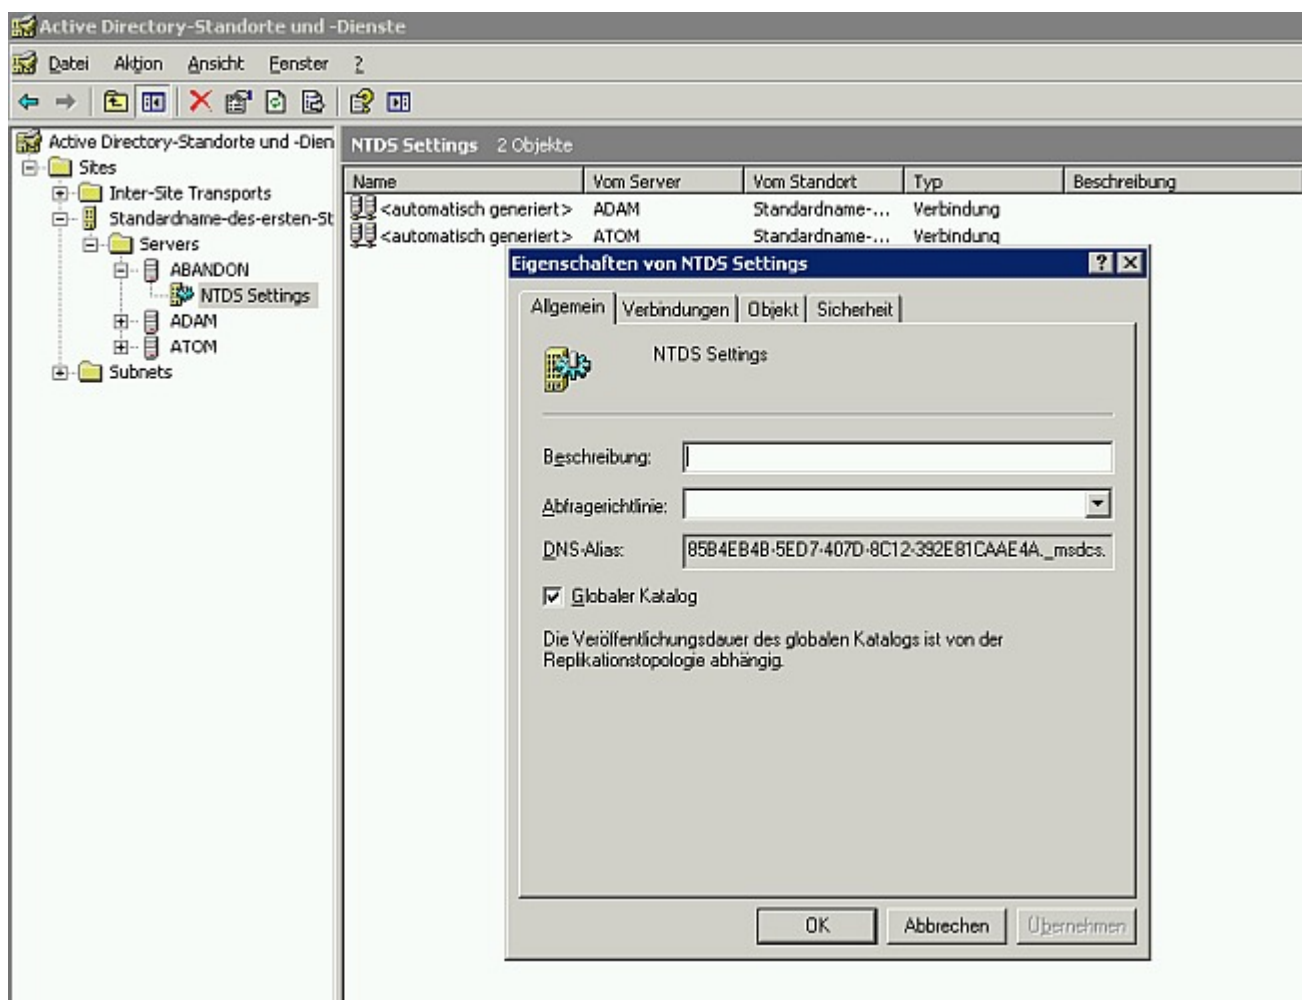 Active Directory-Standorte und -Dienste
Datei Aktion Ansicht Fenster ?
Active Directory-Standorte und -Dien
Sites
Inter-Site Transports
Standardname-des-ersten-St
Servers
ABANDON
NTDS Settings
ADAM
ATOM
Subnets
NTDS Settings 2 Objekte
Name Vom Server Vom Standort Typ Beschreibung
<automatisch generiert> ADAM Standardname-... Verbindung
<automatisch generiert> ATOM Standardname-... Verbindung
Eigenschaften von NTDS Settings
Allgemein Verbindungen Objekt Sicherheit
NTDS Settings
Beschreibung:
Abfragerichtlinie:
DNS-Alias: 85B4EB4B-5ED7-407D-8C12-392E81CAAE4A._msdcs.
Globaler Katalog
Die Veröffentlichungsdauer des globalen Katalogs ist von der
Replikationstopologie abhängig.
OK Abbrechen Übernehmen